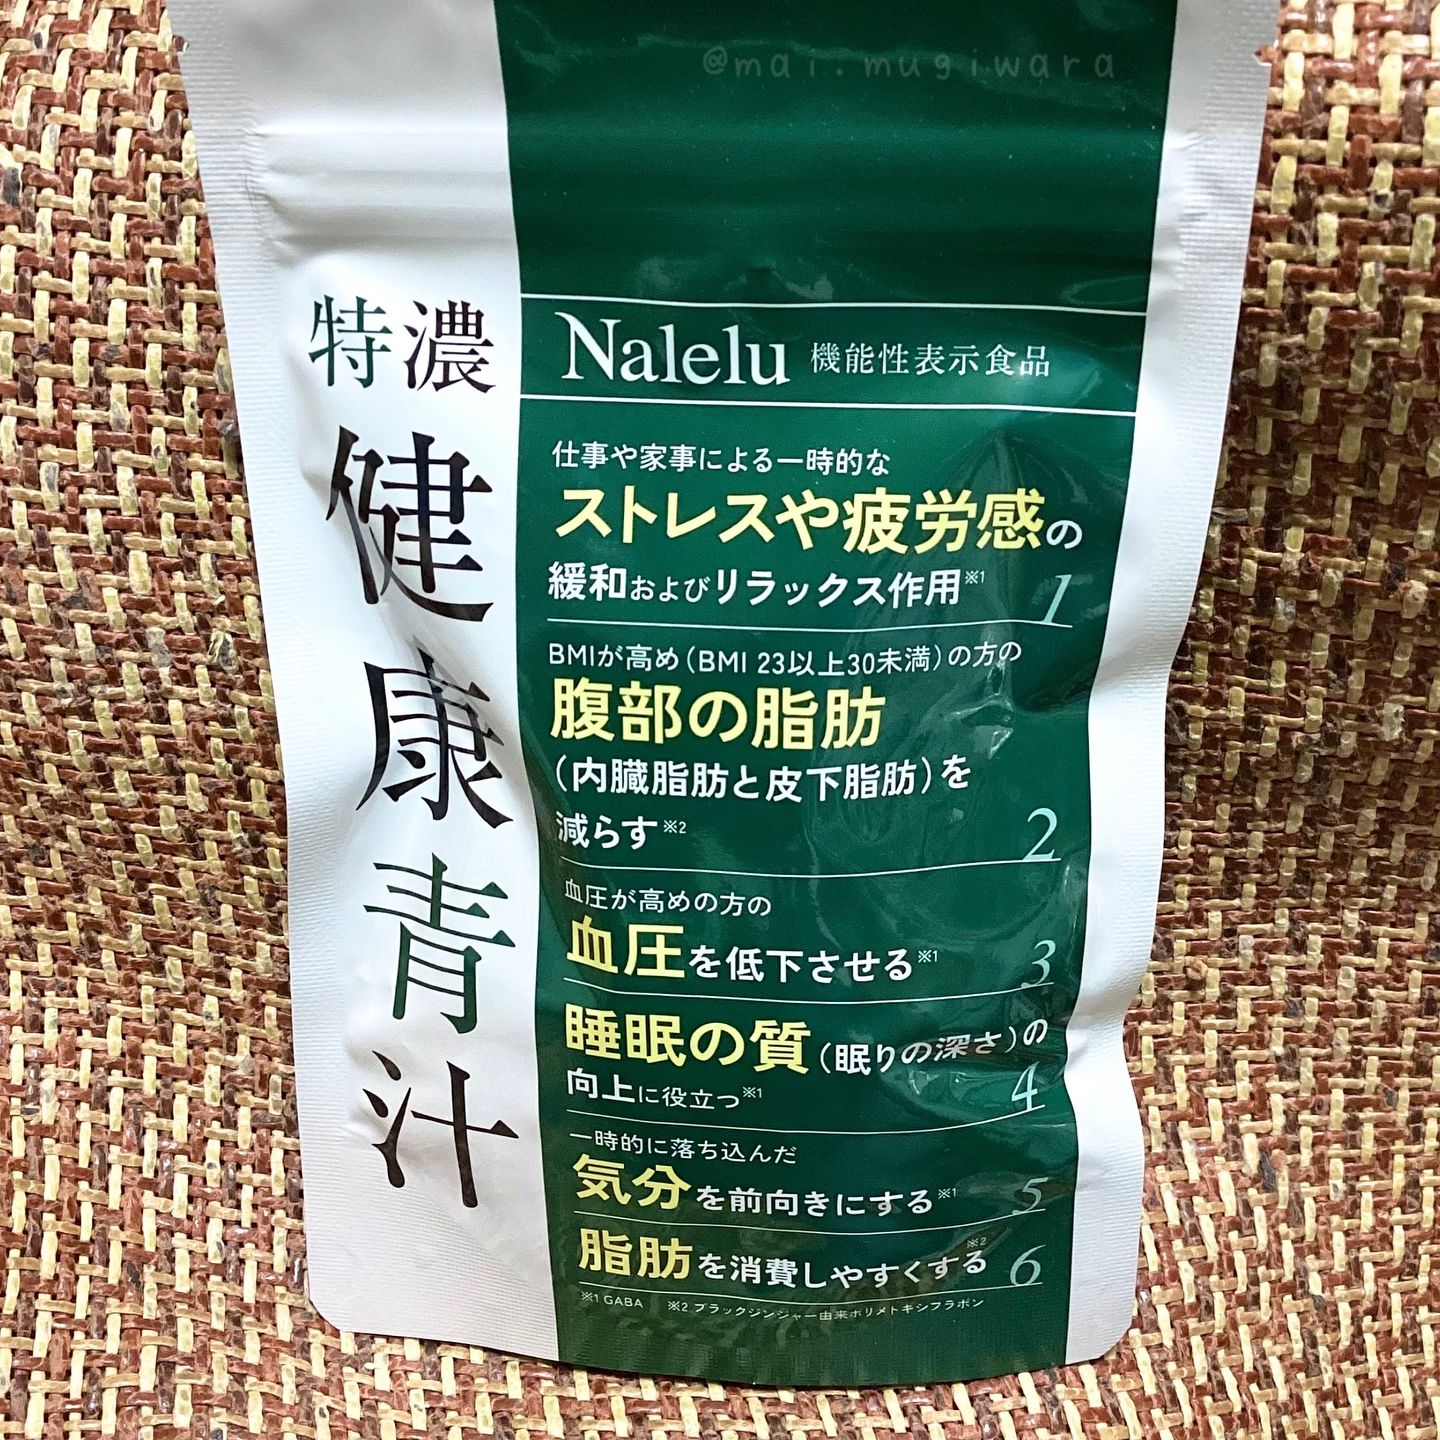 @mai.mugiwara
特濃
健康青汁
Nalelu 機能性表示食品
仕事や家事による一時的な
ストレスや疲労感の
緩和およびリラックス作用※1
1
BMIが高め（BMI 23以上30未満）の方の
腹部の脂肪
（内臓脂肪と皮下脂肪）を
減らす※2
2
血圧が高めの方の
血圧を低下させる※1
3
睡眠の質（眠りの深さ）の
向上に役立つ※1
4
一時的に落ち込んだ
気分を前向きにする※1
5
脂肪を消費しやすくする※2
6
※1 GABA ※2 ブラックジンジャー由来ポリメトキシフラボン